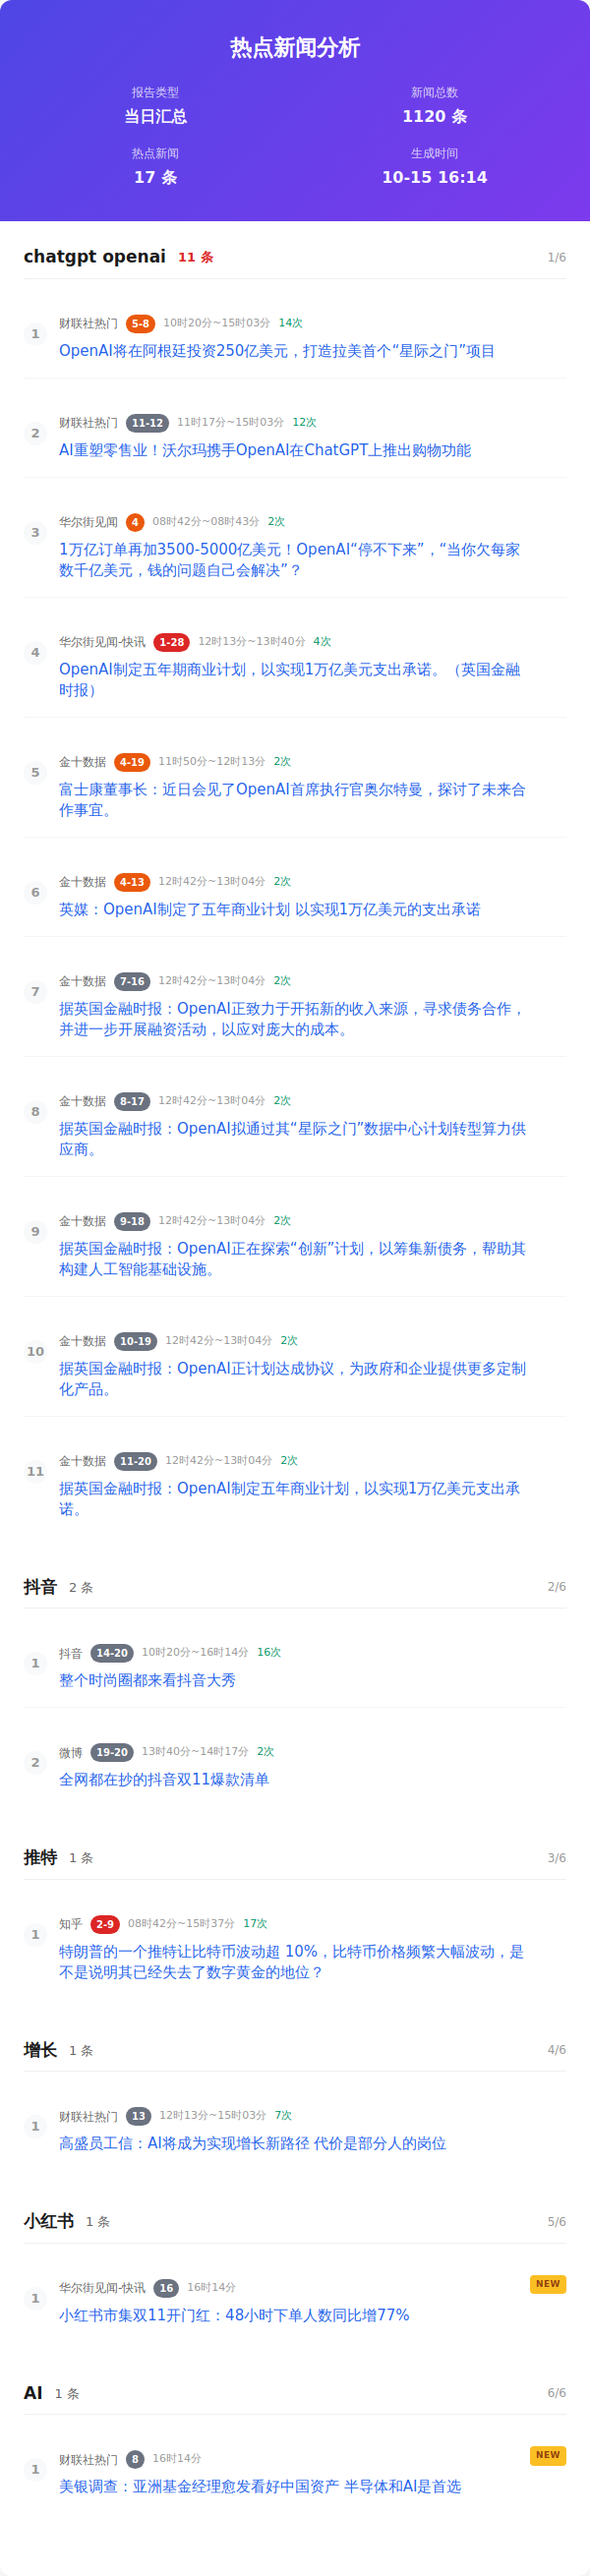 热点新闻分析
报告类型
当日汇总
新闻总数
1120 条
热点新闻
17 条
生成时间
10-15 16:14
chatgpt openai 11 条 1/6
1 财联社热门 5-8 10时20分~15时03分 14次
OpenAI将在阿根廷投资250亿美元，打造拉美首个“星际之门”项目
2 财联社热门 11-12 11时17分~15时03分 12次
AI重塑零售业！沃尔玛携手OpenAI在ChatGPT上推出购物功能
3 华尔街见闻 4 08时42分~08时43分 2次
1万亿订单再加3500-5000亿美元！OpenAI“停不下来”，“当你欠每家
数千亿美元，钱的问题自己会解决”？
4 华尔街见闻-快讯 1-28 12时13分~13时40分 4次
OpenAI制定五年期商业计划，以实现1万亿美元支出承诺。（英国金融
时报）
5 金十数据 4-19 11时50分~12时13分 2次
富士康董事长：近日会见了OpenAI首席执行官奥尔特曼，探讨了未来合
作事宜。
6 金十数据 4-13 12时42分~13时04分 2次
英媒：OpenAI制定了五年商业计划 以实现1万亿美元的支出承诺
7 金十数据 7-16 12时42分~13时04分 2次
据英国金融时报：OpenAI正致力于开拓新的收入来源，寻求债务合作，
并进一步开展融资活动，以应对庞大的成本。
8 金十数据 8-17 12时42分~13时04分 2次
据英国金融时报：OpenAI拟通过其“星际之门”数据中心计划转型算力供
应商。
9 金十数据 9-18 12时42分~13时04分 2次
据英国金融时报：OpenAI正在探索“创新”计划，以筹集新债务，帮助其
构建人工智能基础设施。
10 金十数据 10-19 12时42分~13时04分 2次
据英国金融时报：OpenAI正计划达成协议，为政府和企业提供更多定制
化产品。
11 金十数据 11-20 12时42分~13时04分 2次
据英国金融时报：OpenAI制定五年商业计划，以实现1万亿美元支出承
诺。
抖音 2 条 2/6
1 抖音 14-20 10时20分~16时14分 16次
整个时尚圈都来看抖音大秀
2 微博 19-20 13时40分~14时17分 2次
全网都在抄的抖音双11爆款清单
推特 1 条 3/6
1 知乎 2-9 08时42分~15时37分 17次
特朗普的一个推特让比特币波动超 10%，比特币价格频繁大幅波动，是
不是说明其已经失去了数字黄金的地位？
增长 1 条 4/6
1 财联社热门 13 12时13分~15时03分 7次
高盛员工信：AI将成为实现增长新路径 代价是部分人的岗位
小红书 1 条 5/6
1 华尔街见闻-快讯 16 16时14分 NEW
小红书市集双11开门红：48小时下单人数同比增77%
AI 1 条 6/6
1 财联社热门 8 16时14分 NEW
美银调查：亚洲基金经理愈发看好中国资产 半导体和AI是首选